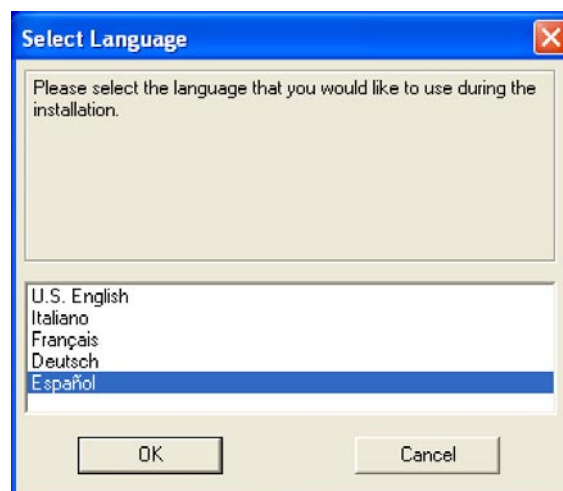 Select Language
Please select the language that you would like to use during the
installation.
U.S. English
Italiano
Français
Deutsch
Español
OK
Cancel